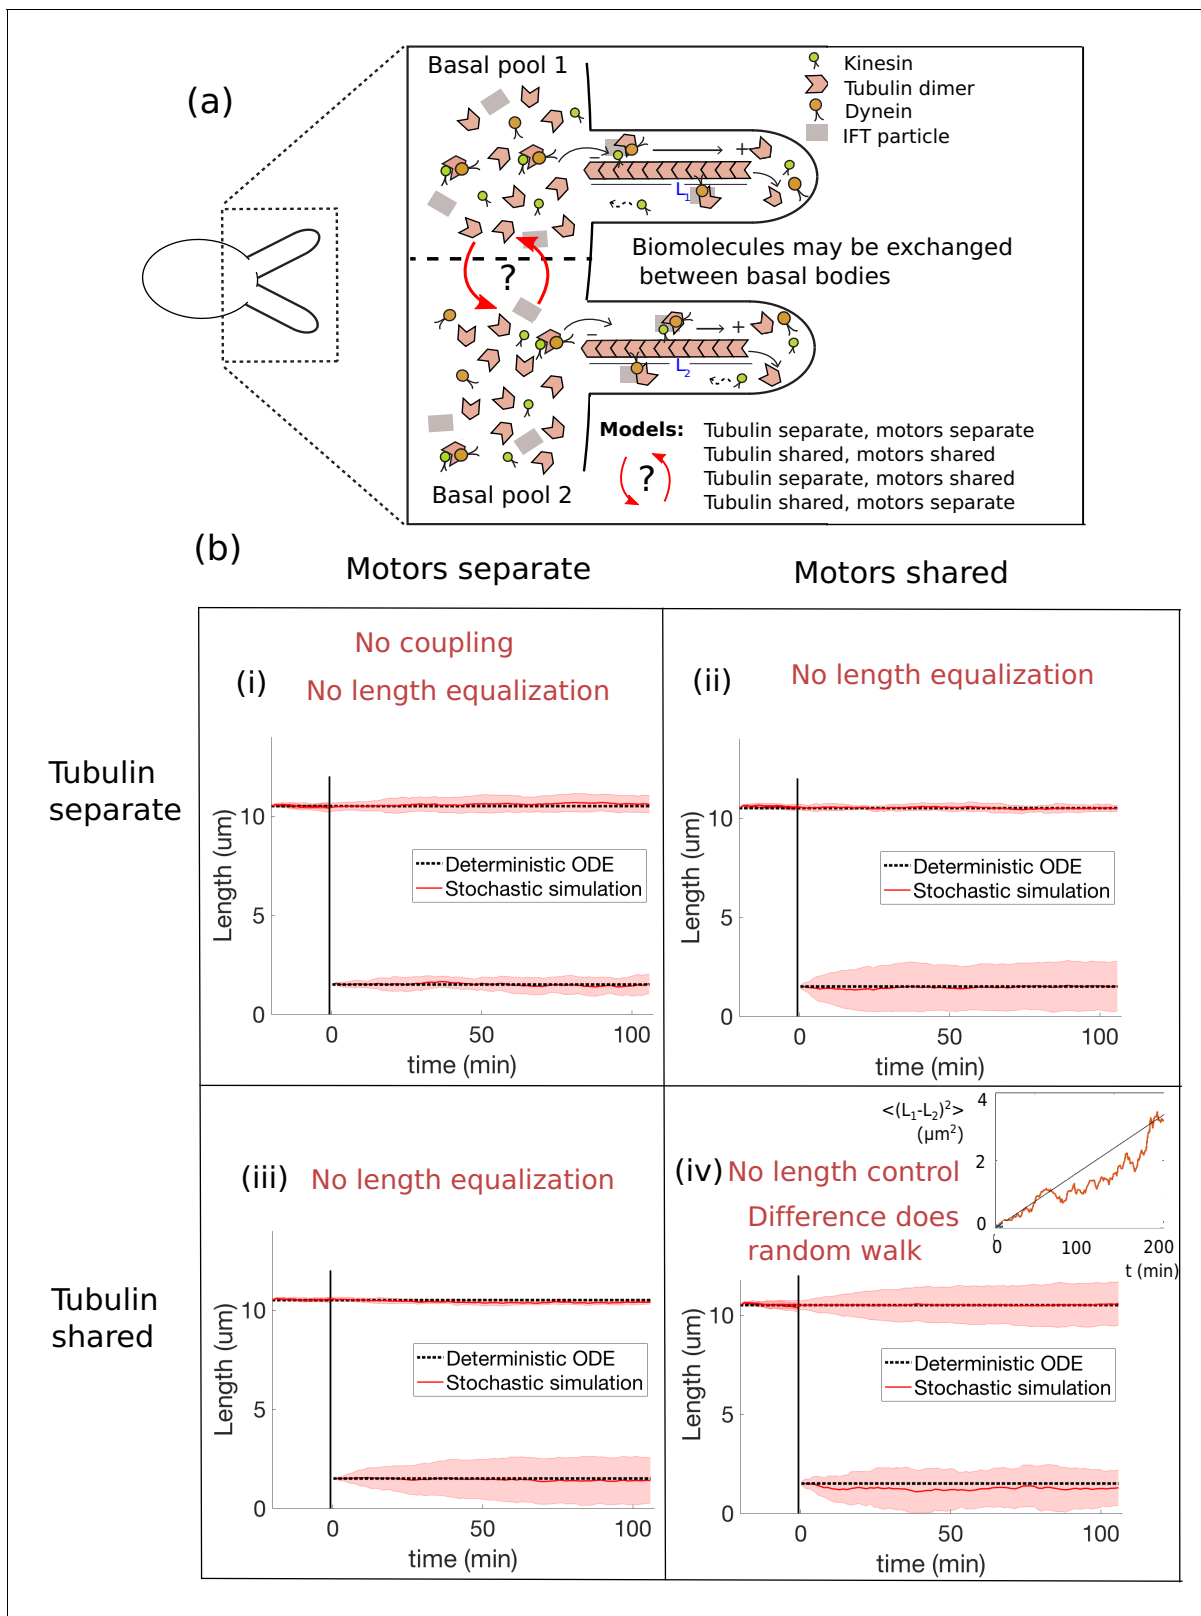 (a)
Basal pool 1
Kinesin
Tubulin dimer
Dynein
IFT particle
− +
L1
?
Biomolecules may be exchanged
between basal bodies
− +
L2
Basal pool 2
Models:
?
Tubulin separate, motors separate
Tubulin shared, motors shared
Tubulin separate, motors shared
Tubulin shared, motors separate
(b)
Motors separate
Motors shared
Tubulin
separate
(i)
No coupling
No length equalization
Length (um)
10
5
0
Deterministic ODE
Stochastic simulation
0 50 100
time (min)
(ii)
No length equalization
Length (um)
10
5
0
Deterministic ODE
Stochastic simulation
0 50 100
time (min)
Tubulin
shared
(iii)
No length equalization
Length (um)
10
5
0
Deterministic ODE
Stochastic simulation
0 50 100
time (min)
(iv)
No length control
Difference does
random walk
<(L1-L2)2>
(μm2)
4
2
0
0 100 200
t (min)
Length (um)
10
5
0
Deterministic ODE
Stochastic simulation
0 50 100
time (min)